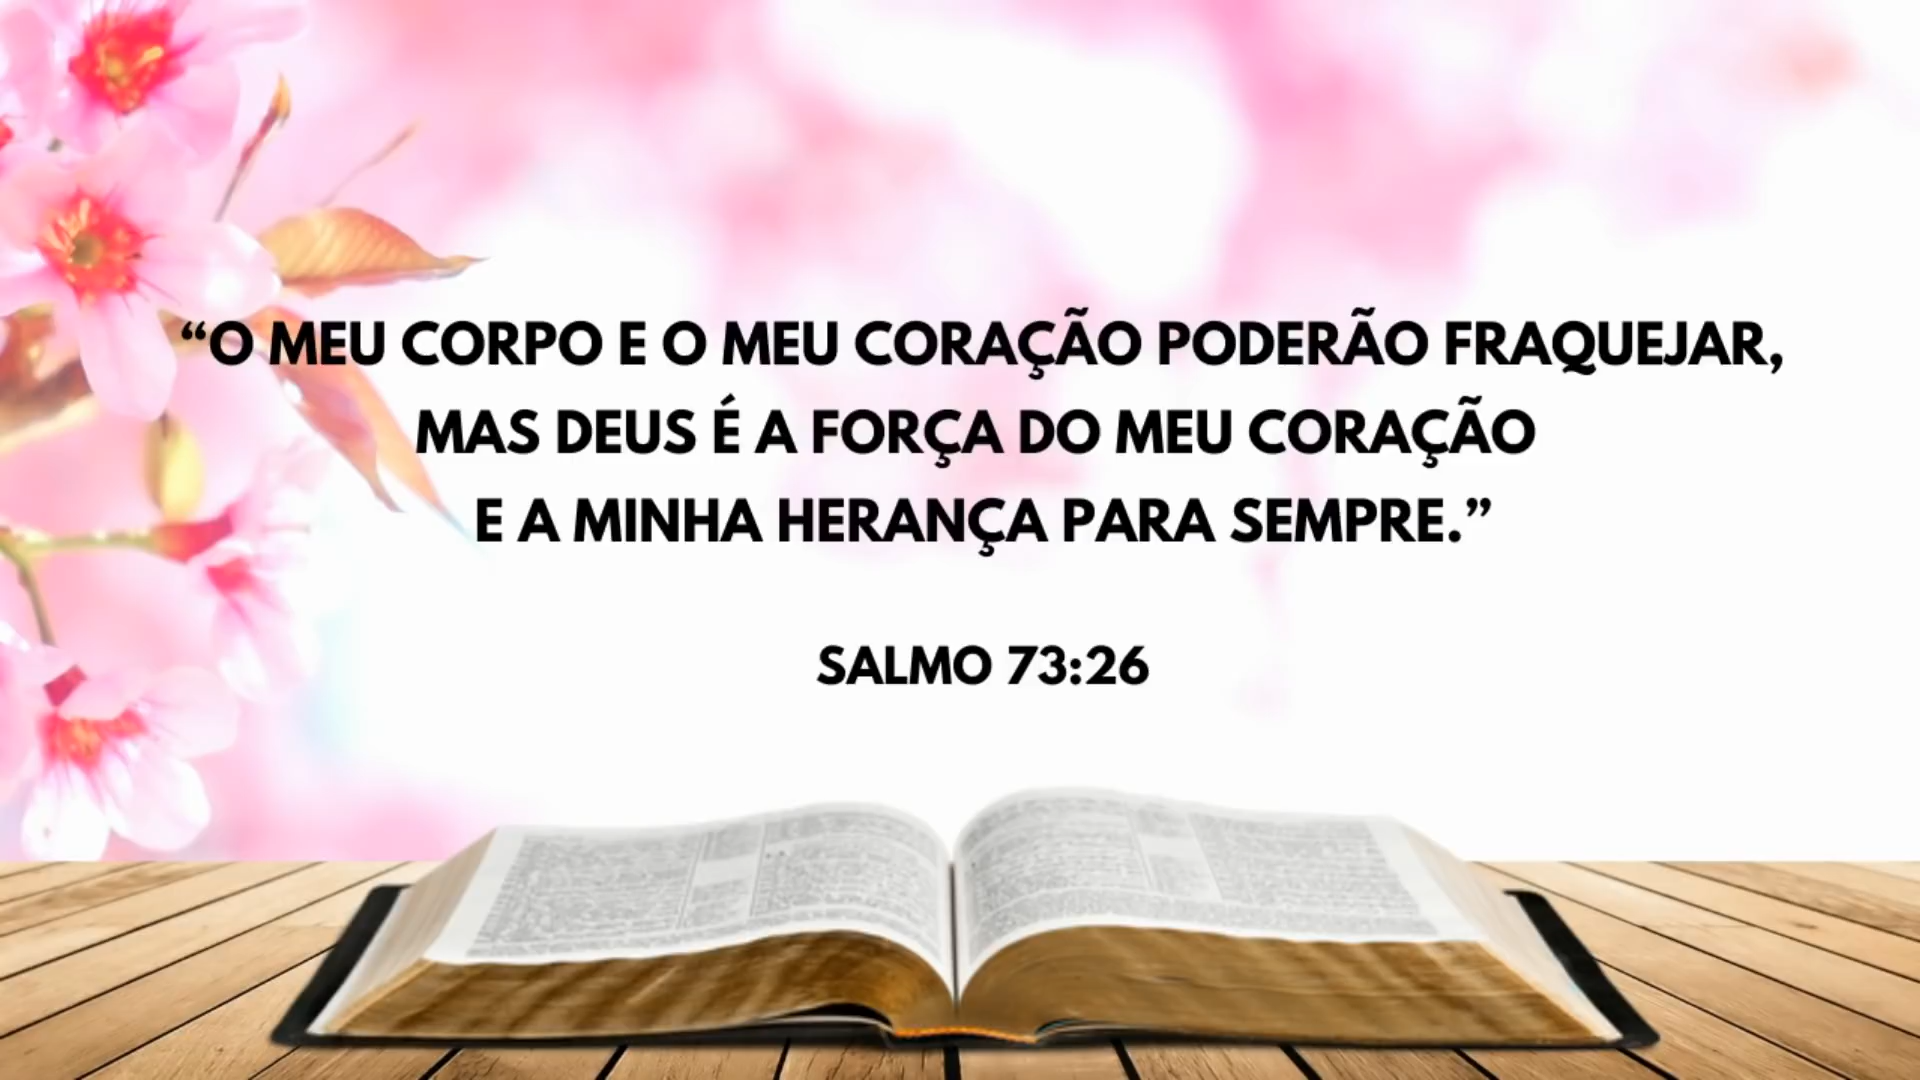 “O MEU CORPO E O MEU CORAÇÃO PODERÃO FRAQUEJAR,
MAS DEUS É A FORÇA DO MEU CORAÇÃO
E A MINHA HERANÇA PARA SEMPRE.”
SALMO 73:26